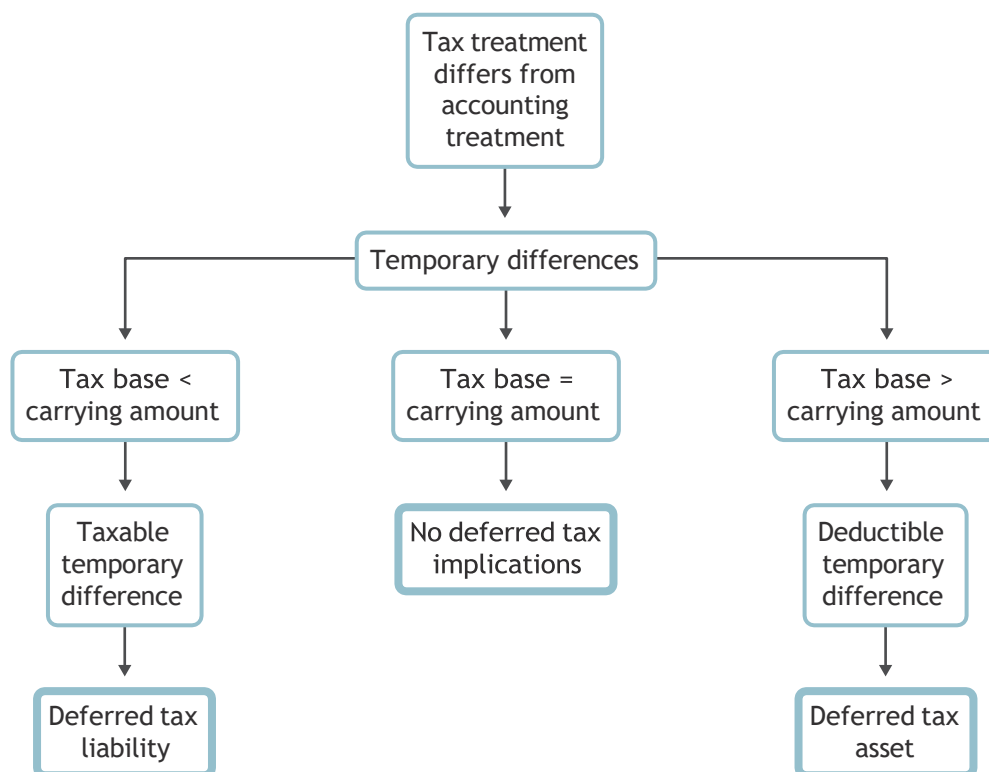 Tax treatment
differs from
accounting
treatment
Temporary differences
Tax base <
carrying amount
Tax base =
carrying amount
Tax base >
carrying amount
Taxable
temporary
difference
No deferred tax
implications
Deductible
temporary
difference
Deferred tax
liability
Deferred tax
asset